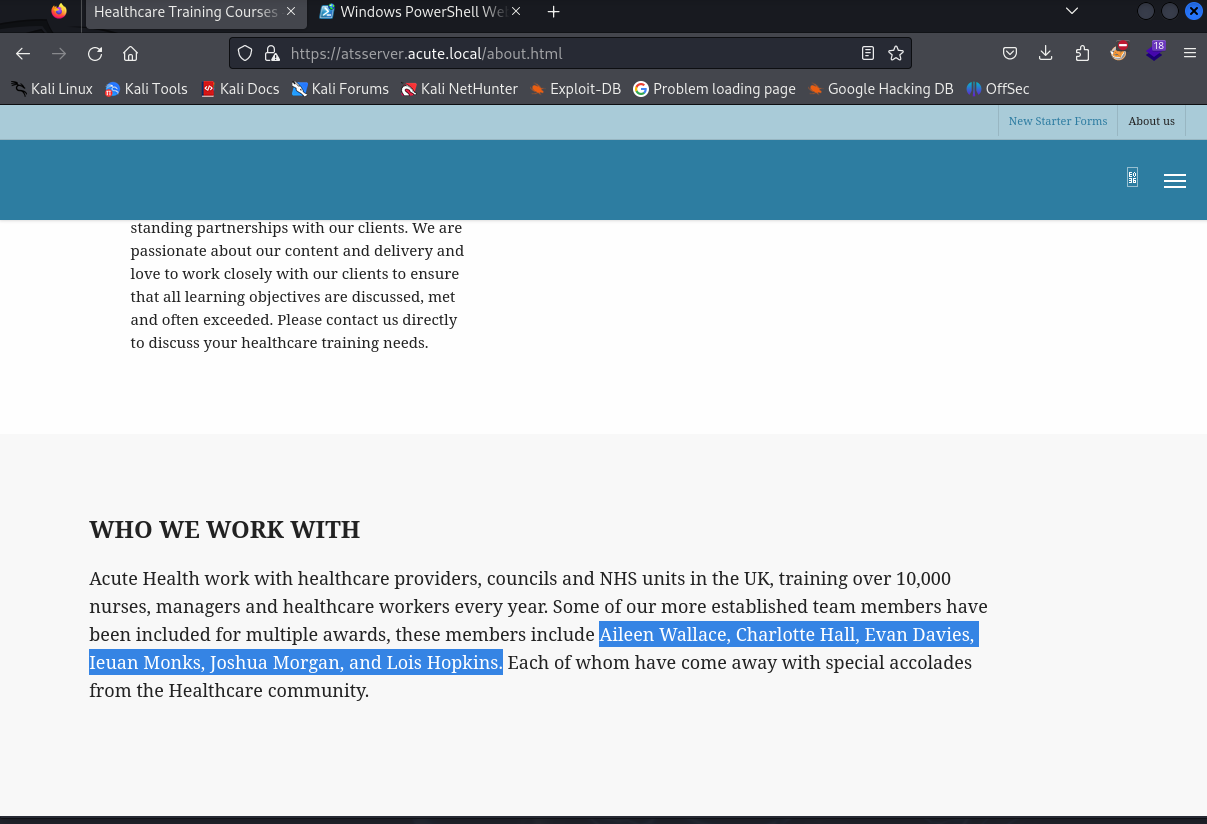 Healthcare Training Courses
Windows PowerShell We
https://atsserver.acute.local/about.html
18
Kali Linux Kali Tools Kali Docs Kali Forums Kali NetHunter Exploit-DB Problem loading page Google Hacking DB OffSec
New Starter Forms About us
standing partnerships with our clients. We are
passionate about our content and delivery and
love to work closely with our clients to ensure
that all learning objectives are discussed, met
and often exceeded. Please contact us directly
to discuss your healthcare training needs.
WHO WE WORK WITH
Acute Health work with healthcare providers, councils and NHS units in the UK, training over 10,000
nurses, managers and healthcare workers every year. Some of our more established team members have
been included for multiple awards, these members include Aileen Wallace, Charlotte Hall, Evan Davies,
Ieuan Monks, Joshua Morgan, and Lois Hopkins. Each of whom have come away with special accolades
from the Healthcare community.